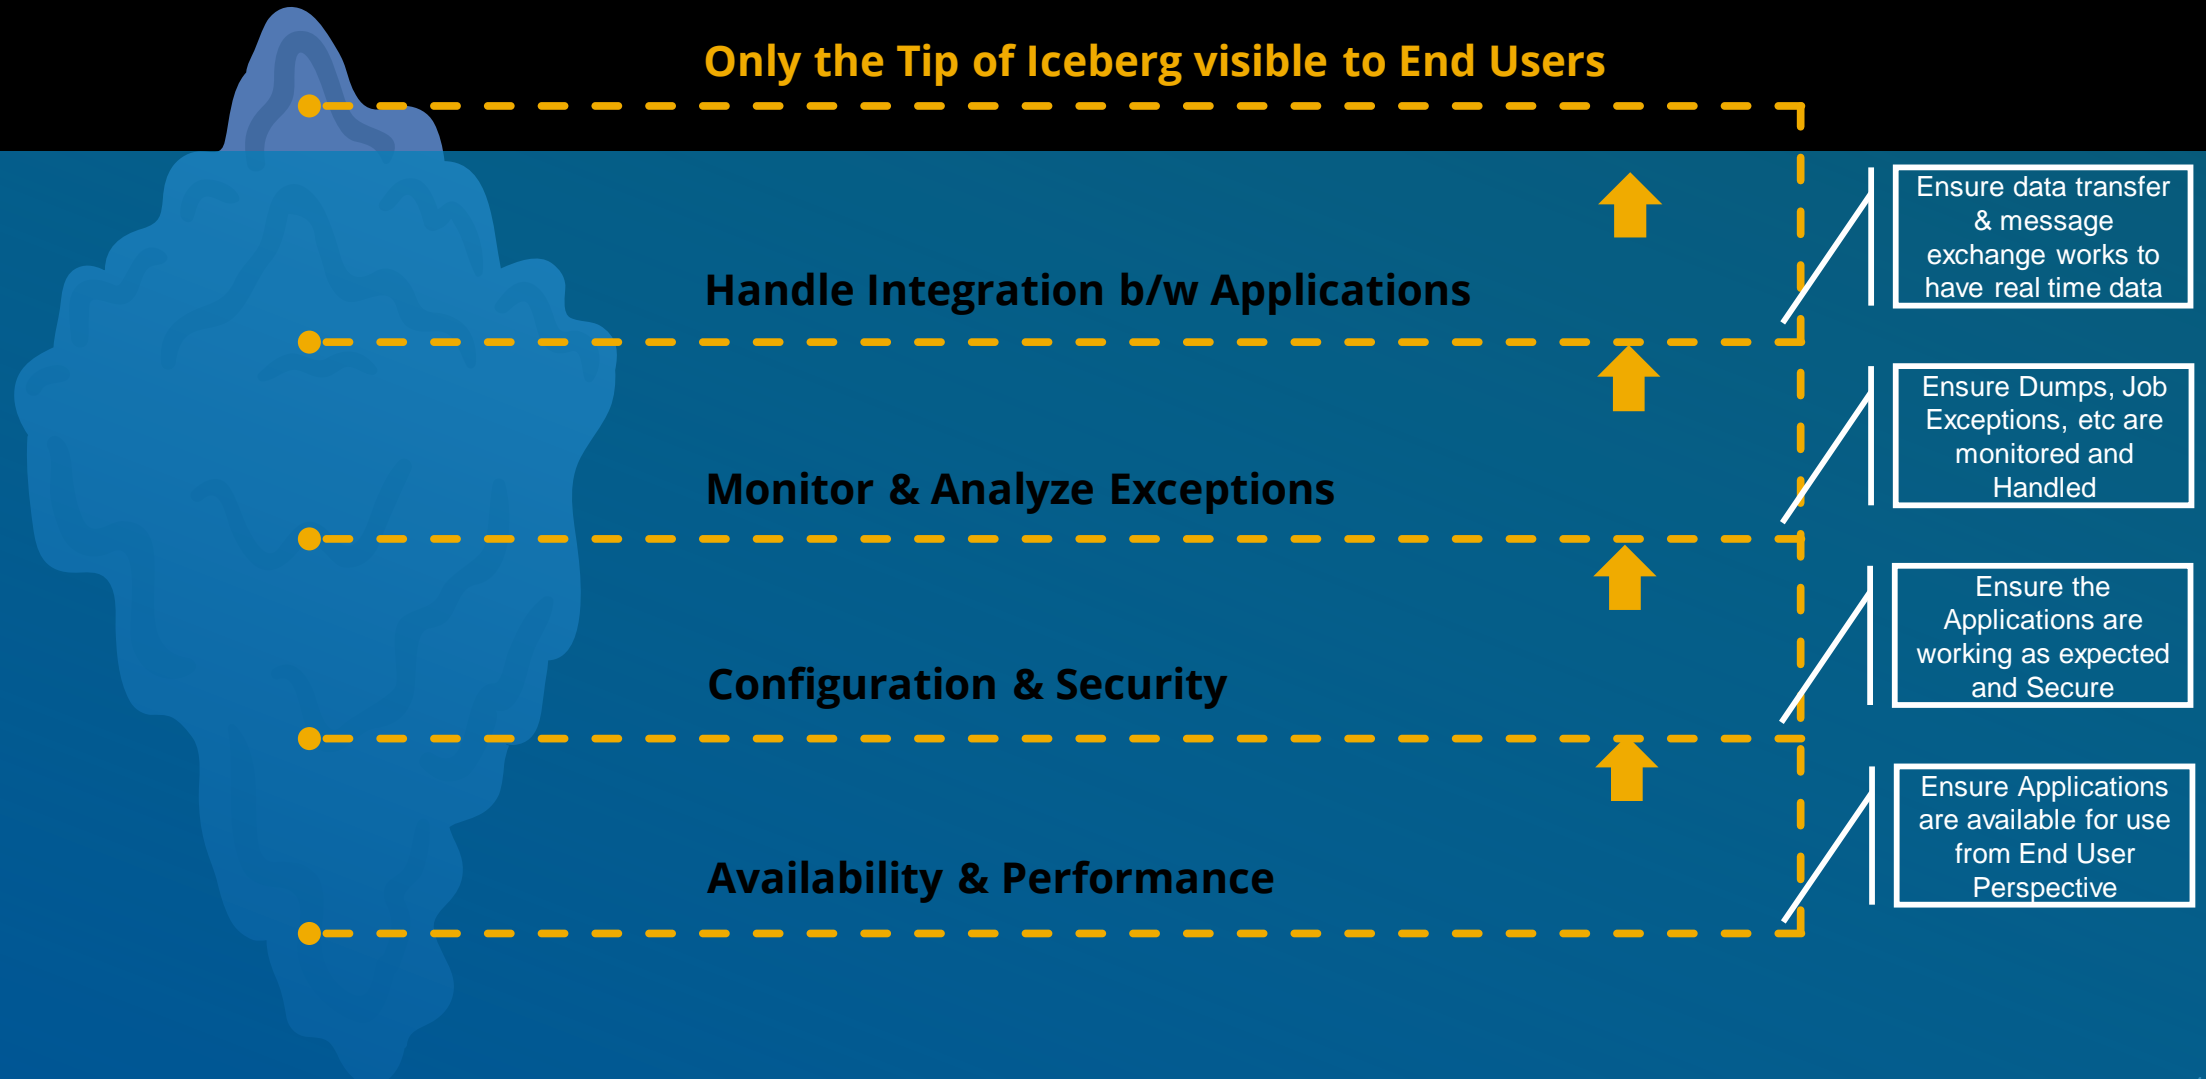 Only the Tip of Iceberg visible to End Users
Handle Integration b/w Applications
Ensure data transfer
& message
exchange works to
have real time data
Monitor & Analyze Exceptions
Ensure Dumps, Job
Exceptions, etc are
monitored and
Handled
Configuration & Security
Ensure the
Applications are
working as expected
and Secure
Availability & Performance
Ensure Applications
are available for use
from End User
Perspective